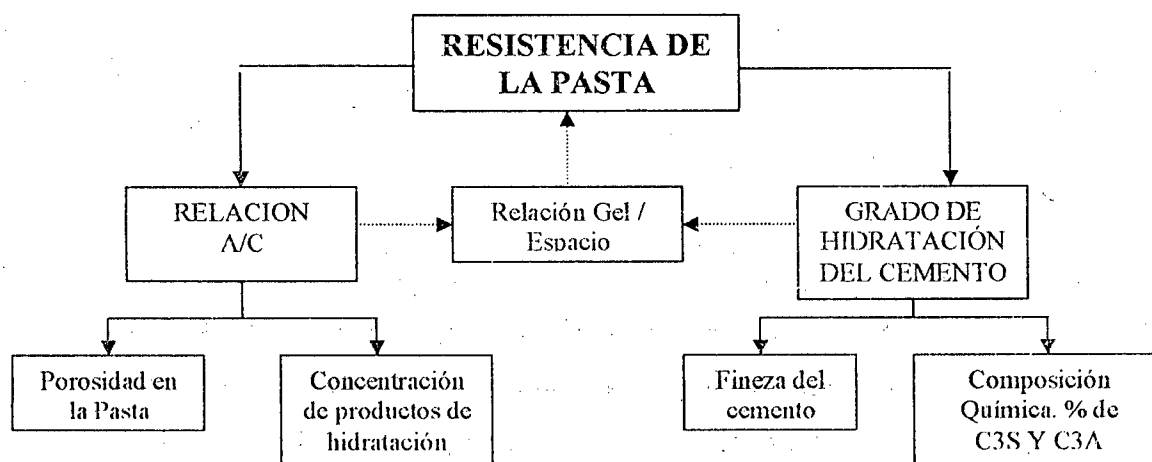 RESISTENCIA DE
LA PASTA
RELACION
A/C
Relación Gel /
Espacio
GRADO DE
HIDRATACIÓN
DEL CEMENTO
Porosidad en
la Pasta
Concentración
de productos de
hidratación
Fineza del
cemento
Composición
Química. % de
C3S Y C3A